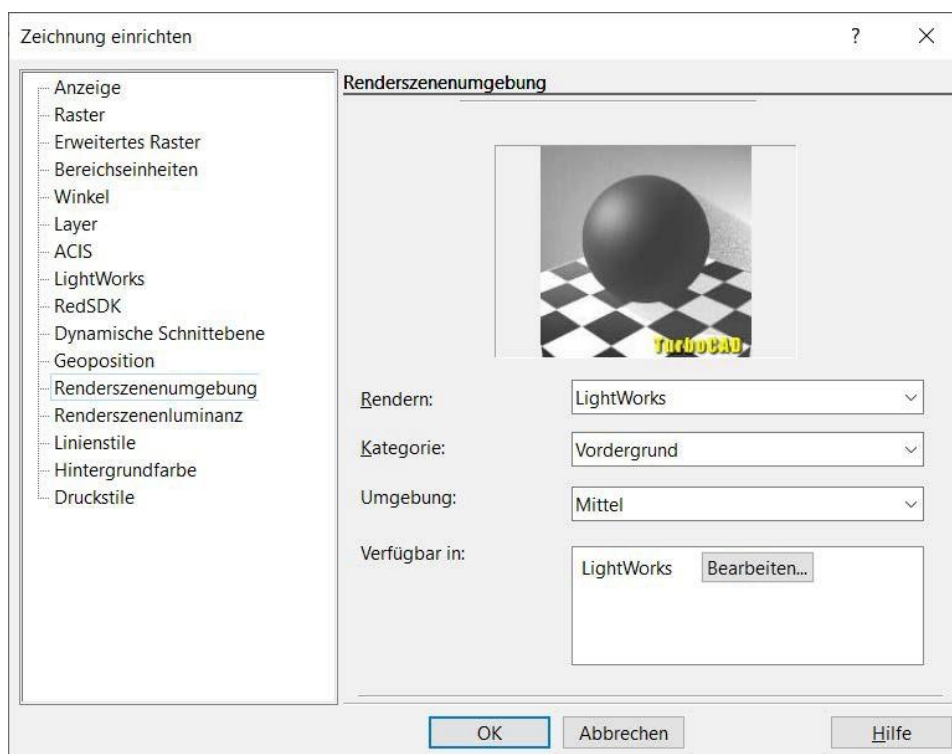 Zeichnung einrichten
?
Anzeige
Raster
Erweitertes Raster
Bereichseinheiten
Winkel
Layer
ACIS
LightWorks
RedSDK
Dynamische Schnittebene
Geoposition
Renderszenenumgebung
Renderszenenluminanz
Linienstile
Hintergrundfarbe
Druckstile
Renderszenenumgebung
TurboCAD
Rendern: LightWorks
Kategorie: Vordergrund
Umgebung: Mittel
Verfügbar in: LightWorks Bearbeiten...
OK Abbrechen Hilfe